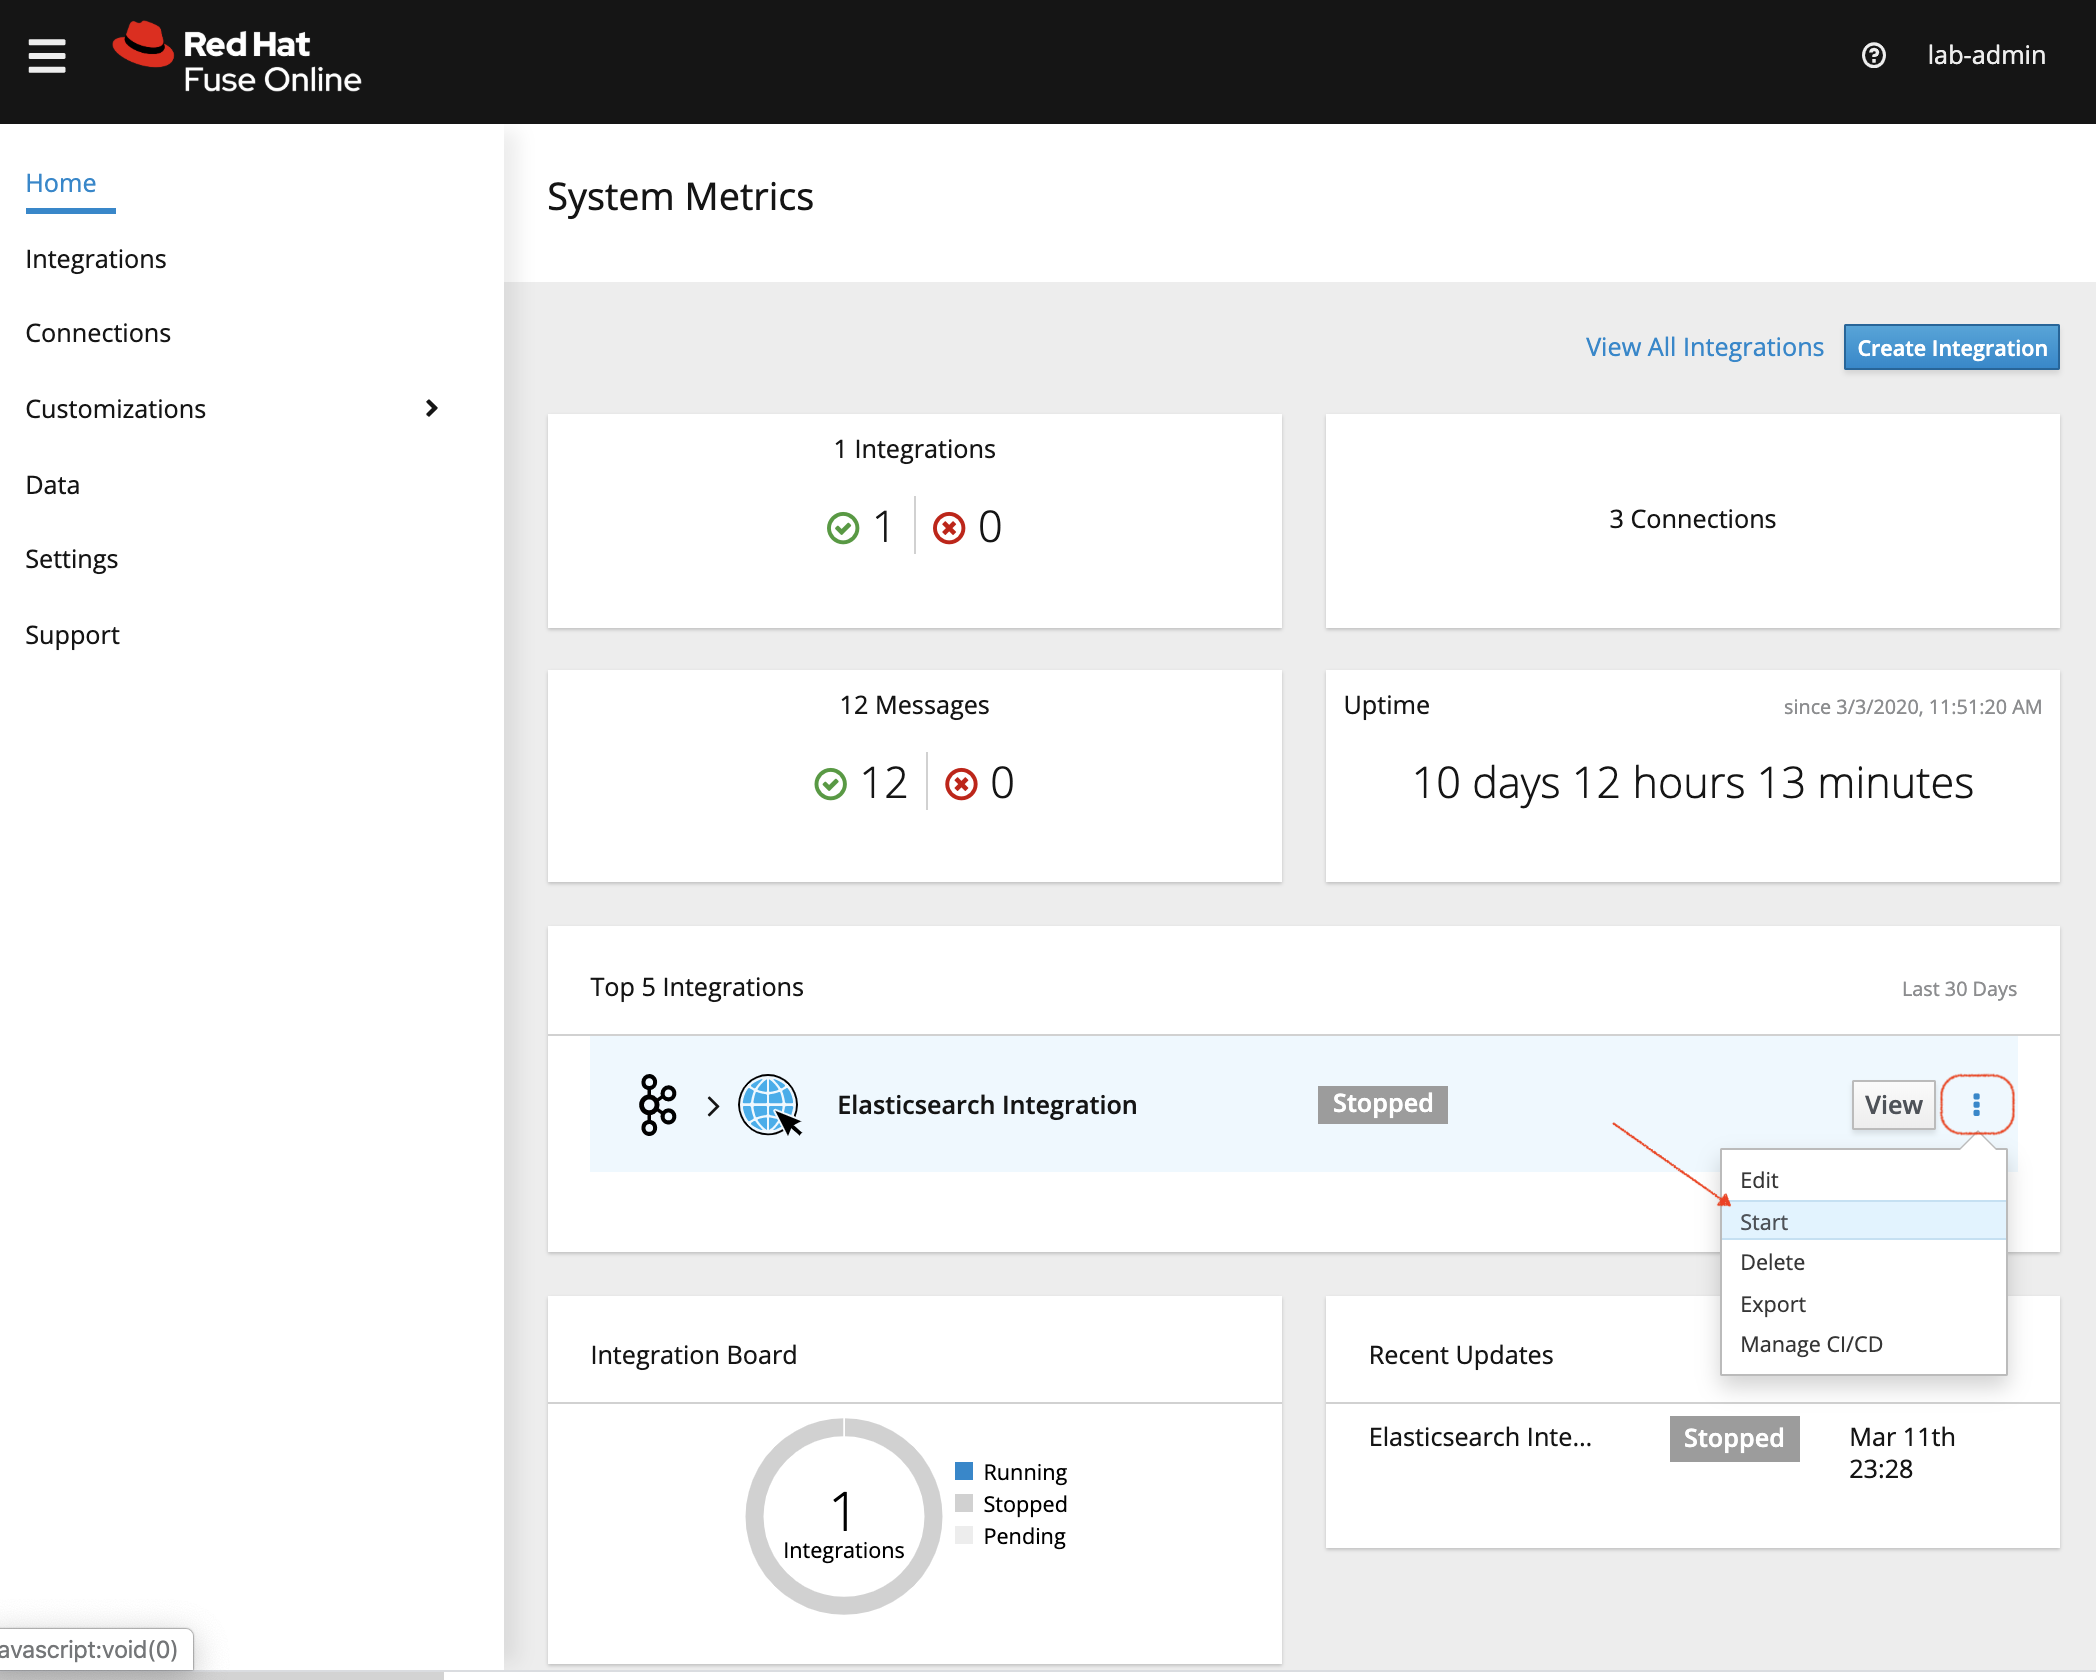 Red Hat
Fuse Online
lab-admin
Home
Integrations
Connections
Customizations
Data
Settings
Support
System Metrics
View All Integrations
Create Integration
1 Integrations
1
0
3 Connections
12 Messages
12
0
Uptime
since 3/3/2020, 11:51:20 AM
10 days 12 hours 13 minutes
Top 5 Integrations
Last 30 Days
Elasticsearch Integration
Stopped
View
Edit
Start
Delete
Export
Manage CI/CD
Integration Board
1
Integrations
Running
Stopped
Pending
Recent Updates
Elasticsearch Inte...
Stopped
Mar 11th
23:28
avascript:void(0)